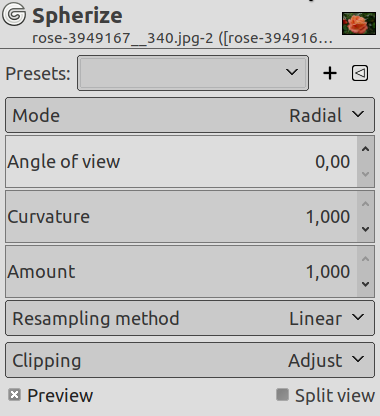 Spherize
rose-3949167__340.jpg-2 ([rose-394916...
Presets:
Mode Radial
Angle of view 0,00
Curvature 1,000
Amount 1,000
Resampling method Linear
Clipping Adjust
Preview Split view